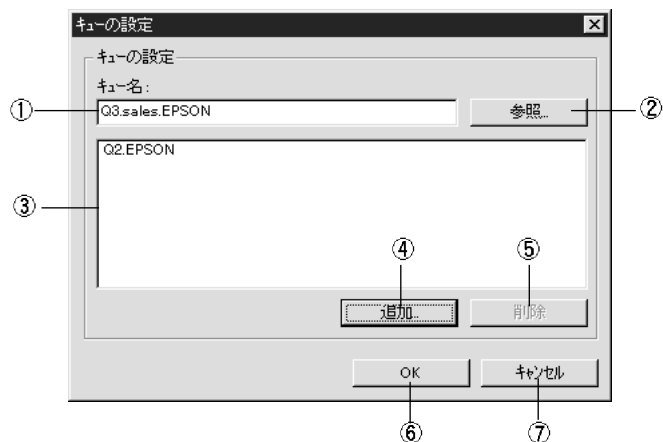 キューの設定
キューの設定
キュー名:
① Q3.sales.EPSON 参照... ②
Q2.EPSON
③
④ ⑤
追加... 削除
OK キャンセル
⑥ ⑦